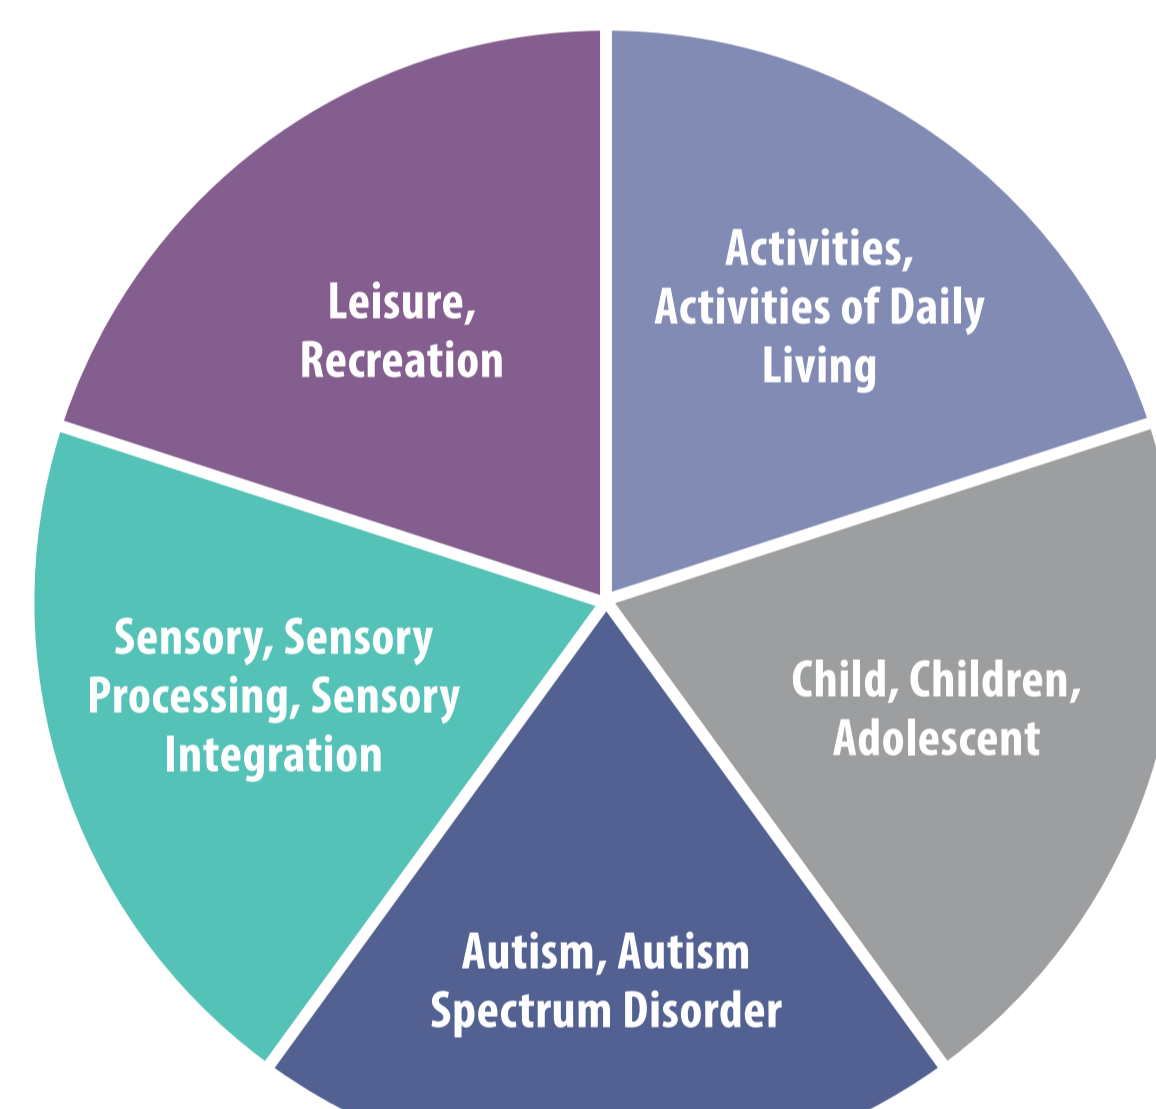 Leisure,
Recreation
Activities,
Activities of Daily
Living
Sensory, Sensory
Processing, Sensory
Integration
Child, Children,
Adolescent
Autism, Autism
Spectrum Disorder